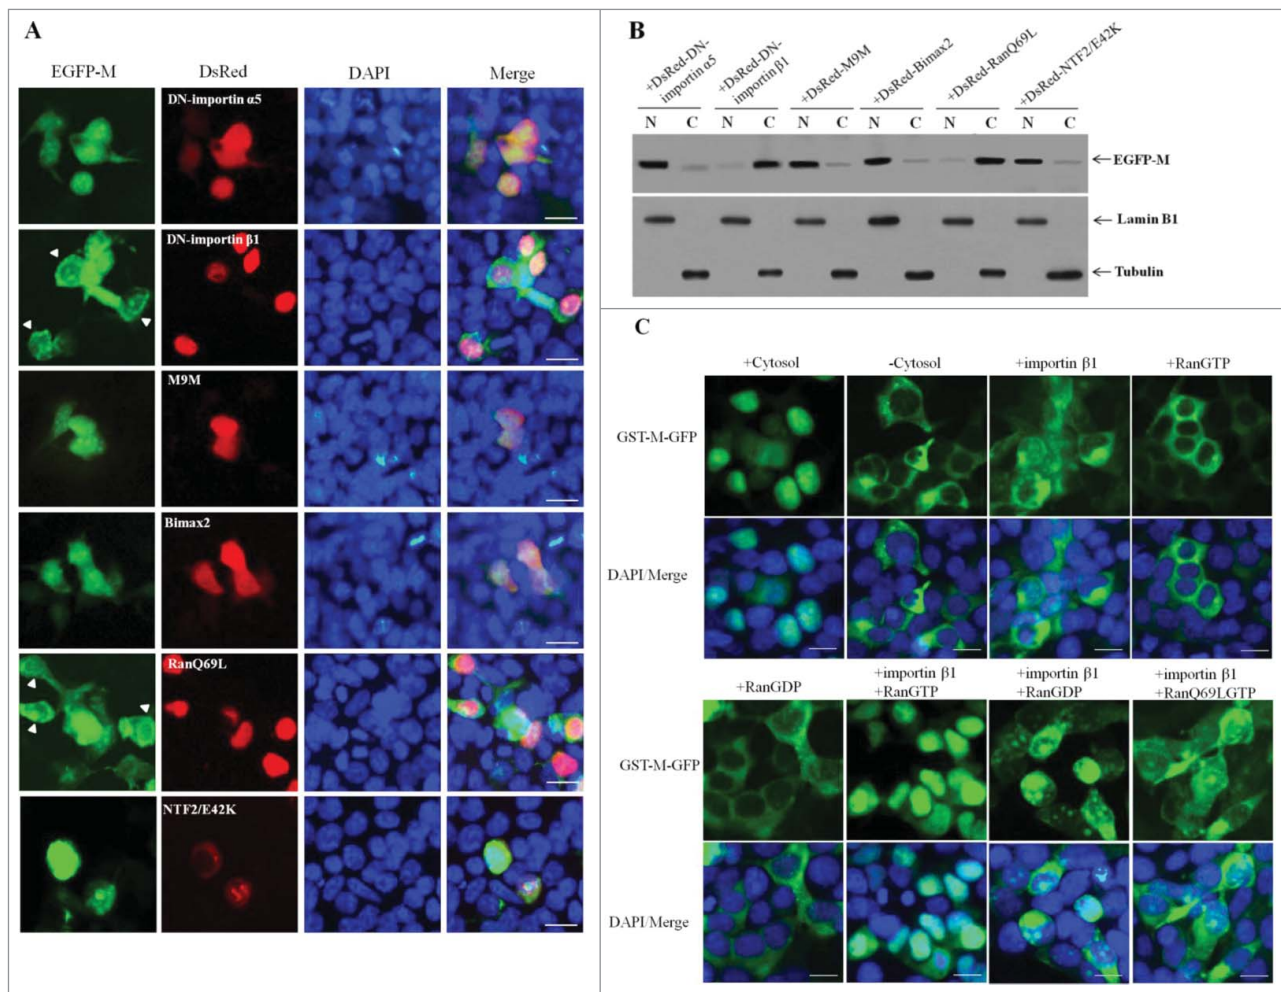 A
EGFP-M DsRed DAPI Merge
DN-importin α5
DN-importin β1
M9M
Bimax2
RanQ69L
NTF2/E42K
B
+DsRed-DN-
importin α5
+DsRed-DN-
importin β1
+DsRed-M9M
+DsRed-Bimax2
+DsRed-RanQ69L
+DsRed-NTF2/E42K
N C N C N C N C N C N C
EGFP-M
Lamin B1
Tubulin
C
+Cytosol -Cytosol +importin β1 +RanGTP
GST-M-GFP
DAPI/Merge
+RanGDP
+importin β1
+RanGTP
+importin β1
+RanGDP
+importin β1
+RanQ69LGTP
GST-M-GFP
DAPI/Merge